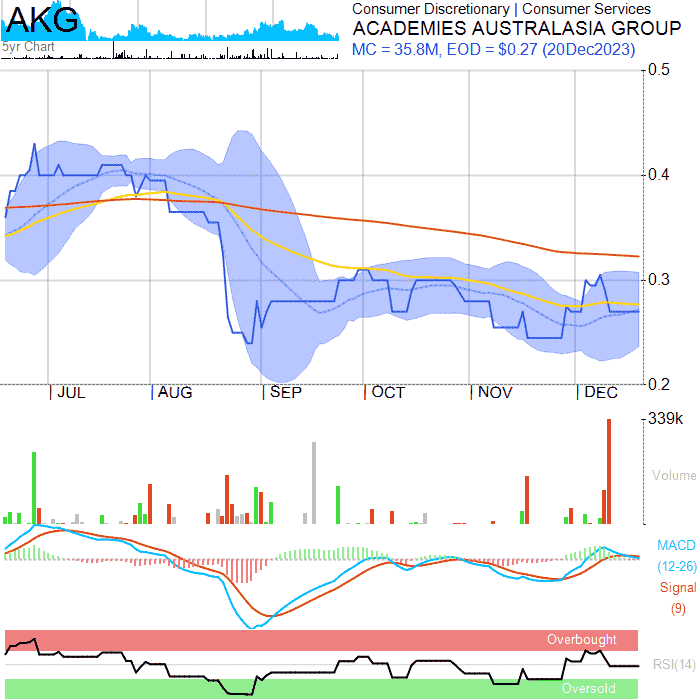 AKG
5yr Chart
Consumer Discretionary | Consumer Services
ACADEMIES AUSTRALASIA GROUP
MC = 35.8M, EOD = $0.27 (20Dec2023)
0.5
0.4
0.3
0.2
JUL AUG SEP OCT NOV DEC
339k
Volume
MACD
(12-26)
Signal
(9)
Overbought
RSI(14)
Oversold